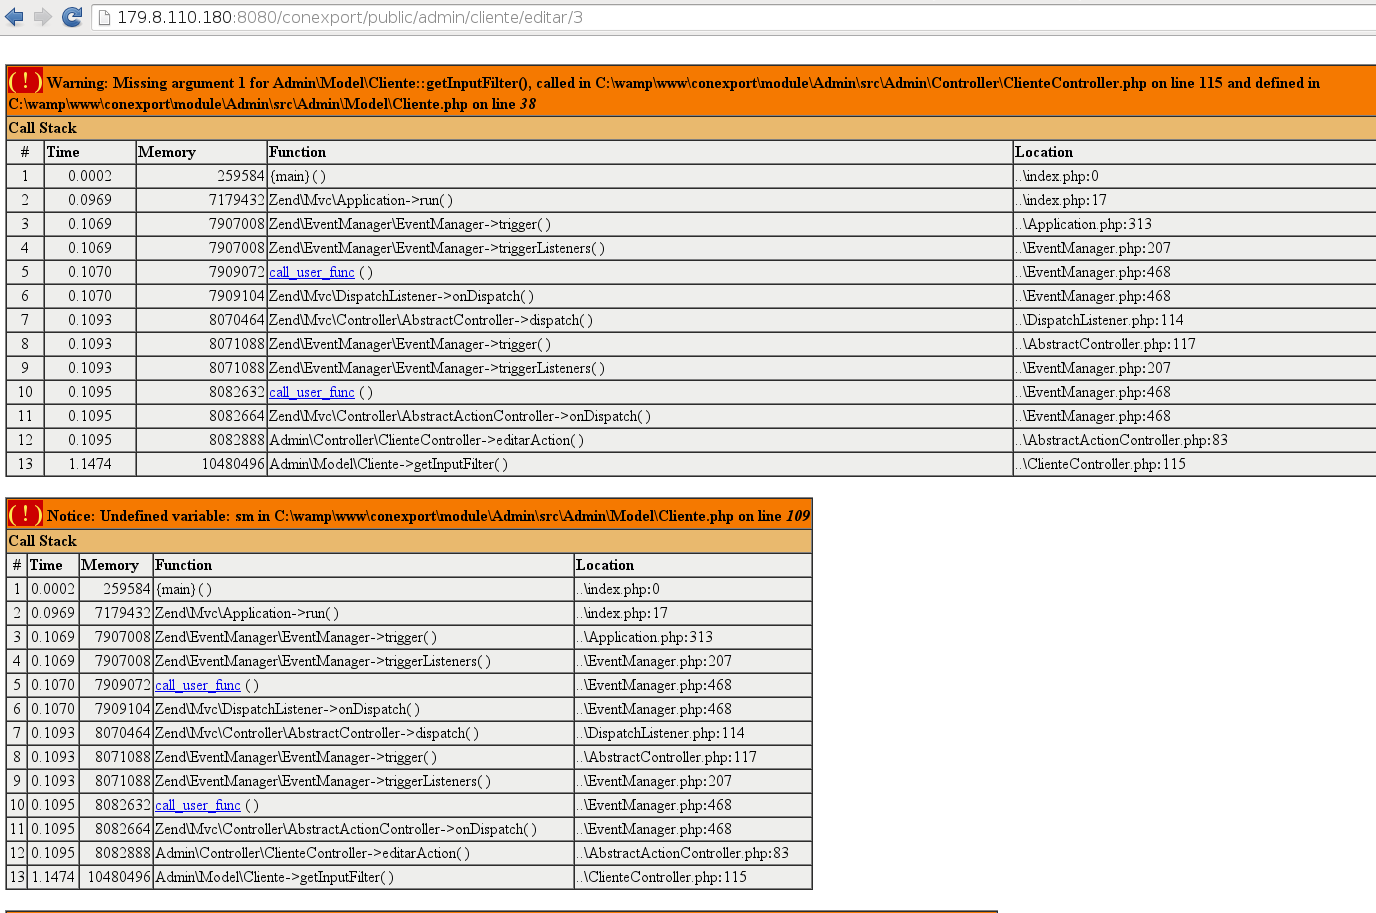 179.8.110.180:8080/conexport/public/admin/cliente/editar/3
( ! ) Warning: Missing argument 1 for Admin\Model\Cliente::getInputFilter(), called in C:\wamp\www\conexport\module\Admin\src\Admin\Controller\ClienteController.php on line 115 and defined in
C:\wamp\www\conexport\module\Admin\src\Admin\Model\Cliente.php on line 38
Call Stack
# Time Memory Function Location
1 0.0002 259584 {main}( ) ..\index.php:0
2 0.0969 7179432 Zend\Mvc\Application->run( ) ..\index.php:17
3 0.1069 7907008 Zend\EventManager\EventManager->trigger( ) ..\Application.php:313
4 0.1069 7907008 Zend\EventManager\EventManager->triggerListeners( ) ..\EventManager.php:207
5 0.1070 7909072 call_user_func ( ) ..\EventManager.php:468
6 0.1070 7909104 Zend\Mvc\DispatchListener->onDispatch( ) ..\EventManager.php:468
7 0.1093 8070464 Zend\Mvc\Controller\AbstractController->dispatch( ) ..\DispatchListener.php:114
8 0.1093 8071088 Zend\EventManager\EventManager->trigger( ) ..\AbstractController.php:117
9 0.1093 8071088 Zend\EventManager\EventManager->triggerListeners( ) ..\EventManager.php:207
10 0.1095 8082632 call_user_func ( ) ..\EventManager.php:468
11 0.1095 8082664 Zend\Mvc\Controller\AbstractActionController->onDispatch( ) ..\EventManager.php:468
12 0.1095 8082888 Admin\Controller\ClienteController->editarAction( ) ..\AbstractActionController.php:83
13 1.1474 10480496 Admin\Model\Cliente->getInputFilter( ) ..\ClienteController.php:115
( ! ) Notice: Undefined variable: sm in C:\wamp\www\conexport\module\Admin\src\Admin\Model\Cliente.php on line 109
Call Stack
# Time Memory Function Location
1 0.0002 259584 {main}( ) ..\index.php:0
2 0.0969 7179432 Zend\Mvc\Application->run( ) ..\index.php:17
3 0.1069 7907008 Zend\EventManager\EventManager->trigger( ) ..\Application.php:313
4 0.1069 7907008 Zend\EventManager\EventManager->triggerListeners( ) ..\EventManager.php:207
5 0.1070 7909072 call_user_func ( ) ..\EventManager.php:468
6 0.1070 7909104 Zend\Mvc\DispatchListener->onDispatch( ) ..\EventManager.php:468
7 0.1093 8070464 Zend\Mvc\Controller\AbstractController->dispatch( ) ..\DispatchListener.php:114
8 0.1093 8071088 Zend\EventManager\EventManager->trigger( ) ..\AbstractController.php:117
9 0.1093 8071088 Zend\EventManager\EventManager->triggerListeners( ) ..\EventManager.php:207
10 0.1095 8082632 call_user_func ( ) ..\EventManager.php:468
11 0.1095 8082664 Zend\Mvc\Controller\AbstractActionController->onDispatch( ) ..\EventManager.php:468
12 0.1095 8082888 Admin\Controller\ClienteController->editarAction( ) ..\AbstractActionController.php:83
13 1.1474 10480496 Admin\Model\Cliente->getInputFilter( ) ..\ClienteController.php:115